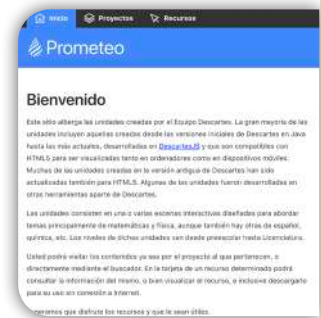 Inicio Proyectos Recursos
Prometeo
Bienvenido
Este sitio alberga las unidades creadas por el Equipo Descartes. La gran mayoría de las
unidades incluyen aquellas creadas desde las versiones iniciales de Descartes en Java
hasta las más actuales, desarrolladas en DescartesJS y que son compatibles con
HTML5 para ser visualizadas tanto en ordenadores como en dispositivos móviles.
Muchas de las unidades creadas en la versión antigua de Descartes han sido
actualizadas también para HTML5. Algunas de las unidades fueron desarrolladas en
otras herramientas aparte de Descartes.
Las unidades consisten en una o varias escenas interactivas diseñadas para abordar
temas principalmente de matemáticas y física, aunque también hay otras de español,
química, etc. Los niveles de dichas unidades van desde preescolar hasta Licenciatura.
Usted podrá visitar los contenidos ya sea por el proyecto al que pertenecen, o
directamente mediante el buscador. En la tarjeta de un recurso determinado podrá
consultar la información del mismo, o bien visualizar el recurso, e inclusive descargarlo
para su uso sin conexión a Internet.
Esperamos que disfrute los recursos y que le sean útiles.